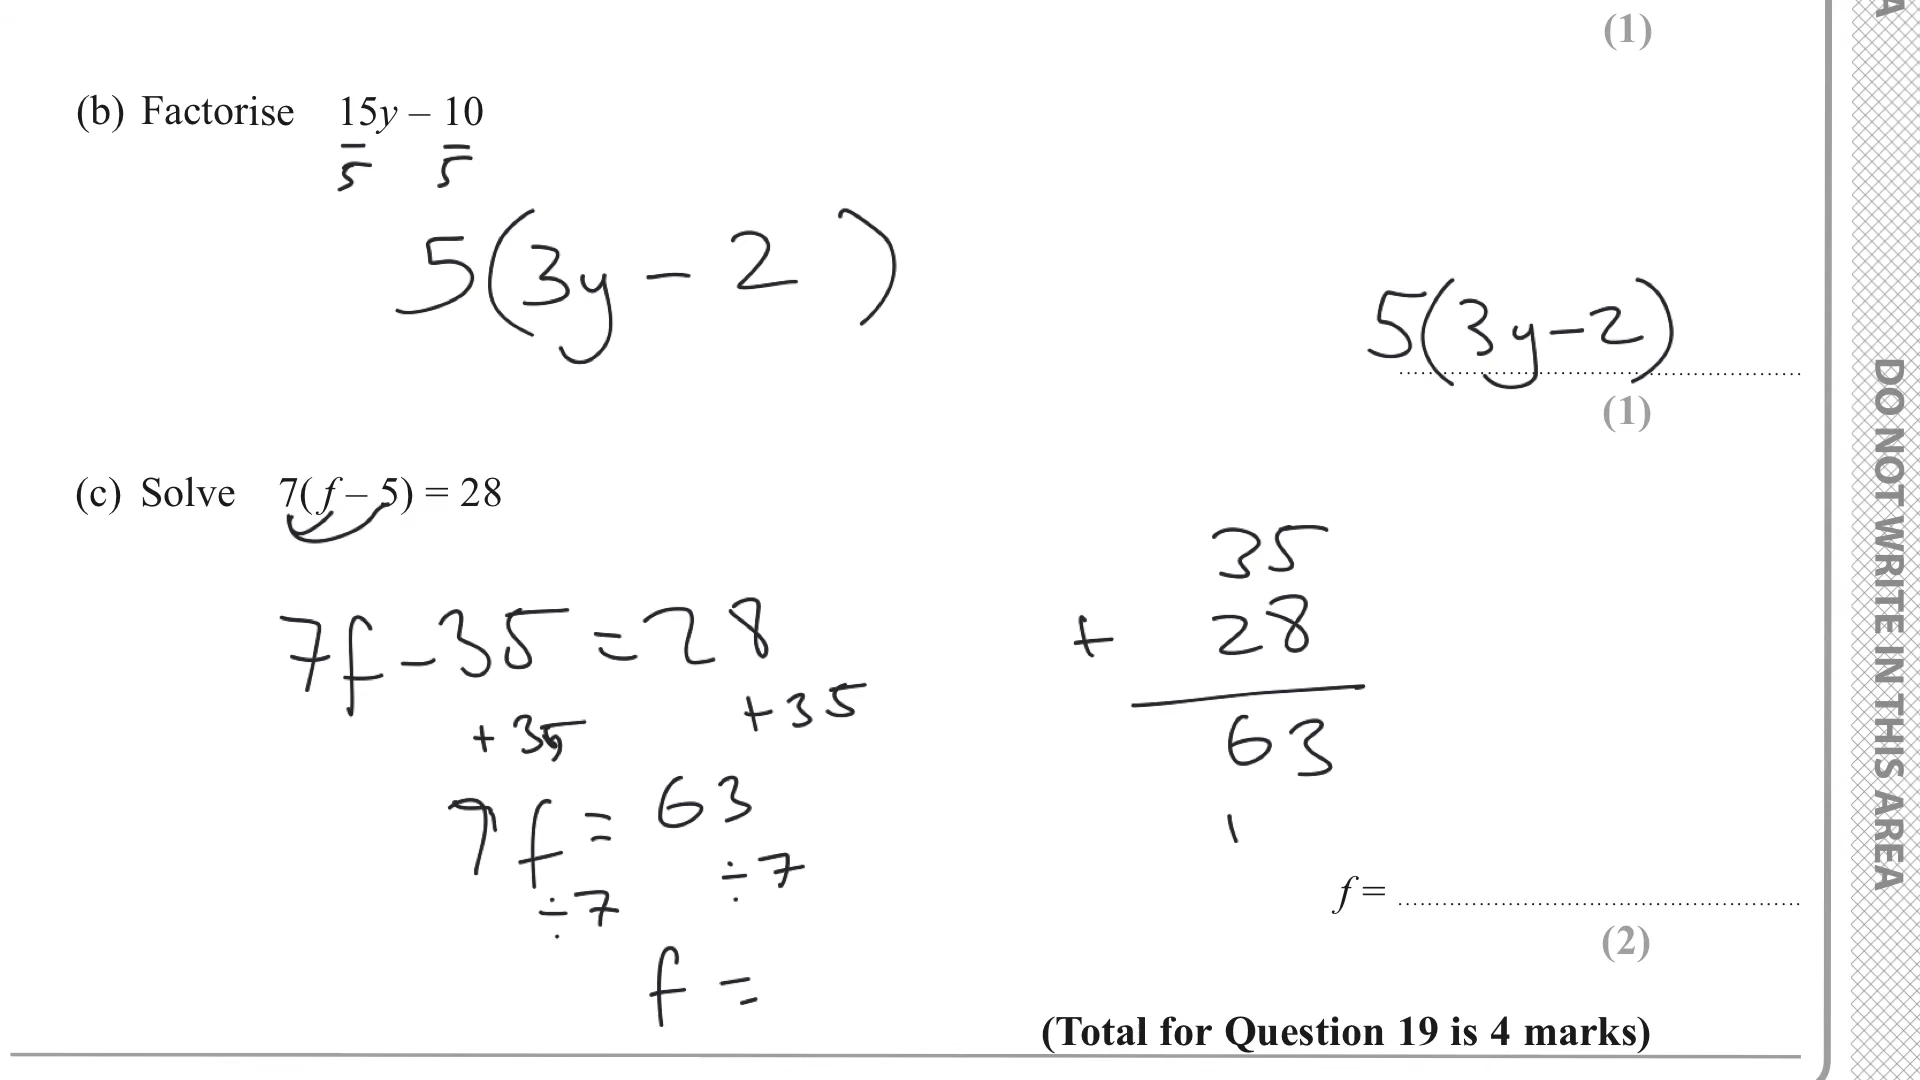 (1)
(b) Factorise 15y – 10
5 5
5(3y - 2)
5(3y-2)
(1)
(c) Solve 7(f – 5) = 28
7f - 35 = 28
+35 +35
7f = 63
÷7 ÷7
f =
35
+ 28
63
1
f =
(2)
(Total for Question 19 is 4 marks)
A
DO NOT WRITE IN THIS AREA